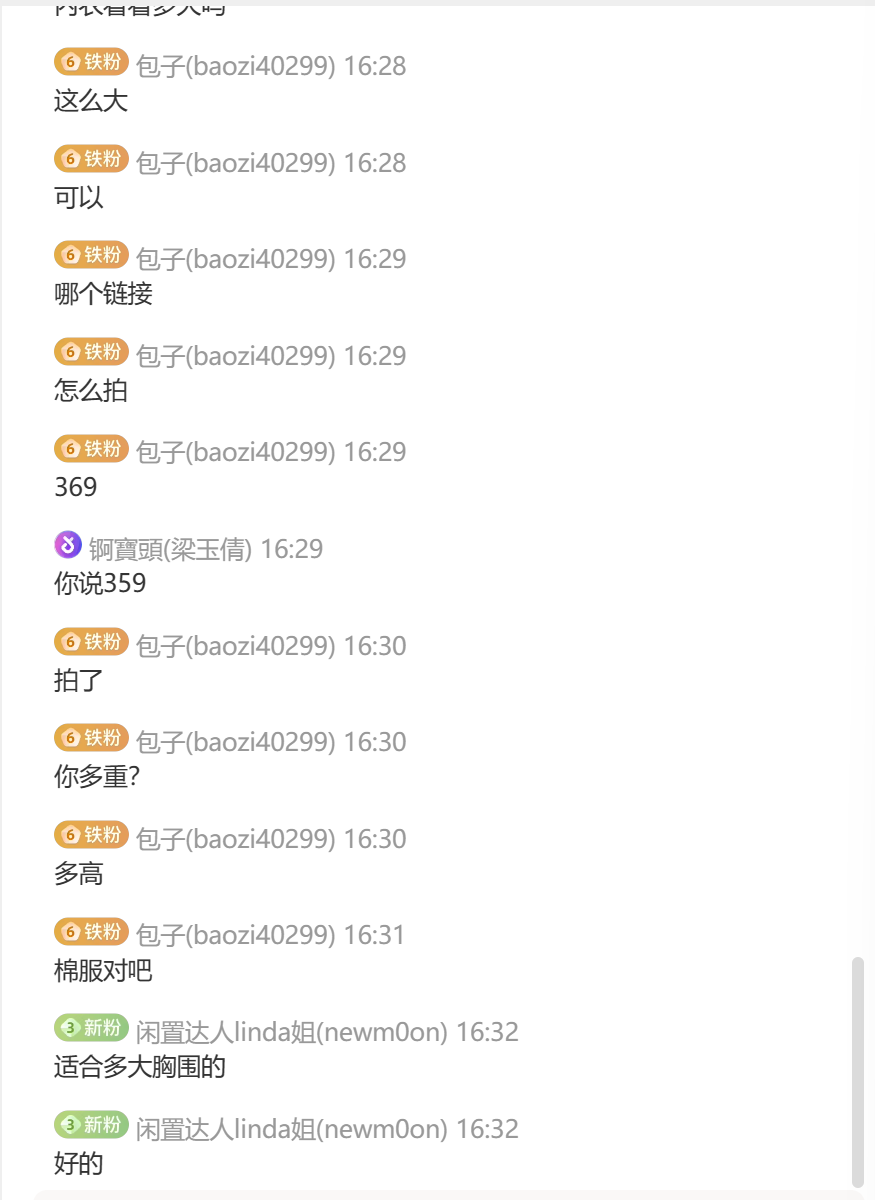 内衣看看多大吗
6 铁粉 包子(baozi40299) 16:28
这么大
6 铁粉 包子(baozi40299) 16:28
可以
6 铁粉 包子(baozi40299) 16:29
哪个链接
6 铁粉 包子(baozi40299) 16:29
怎么拍
6 铁粉 包子(baozi40299) 16:29
369
锕寶頭(梁玉倩) 16:29
你说359
6 铁粉 包子(baozi40299) 16:30
拍了
6 铁粉 包子(baozi40299) 16:30
你多重?
6 铁粉 包子(baozi40299) 16:30
多高
6 铁粉 包子(baozi40299) 16:31
棉服对吧
3 新粉 闲置达人linda姐(newm0on) 16:32
适合多大胸围的
3 新粉 闲置达人linda姐(newm0on) 16:32
好的